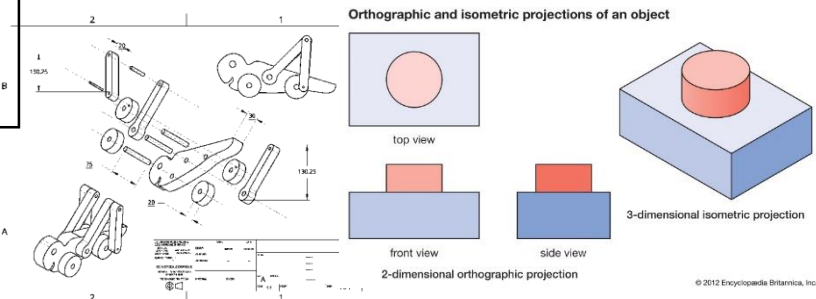 2
1
B
A
20
130.25
36
75
130.25
20
A
2
1
Orthographic and isometric projections of an object
top view
front view
side view
2-dimensional orthographic projection
3-dimensional isometric projection
© 2012 Encyclopædia Britannica, Inc